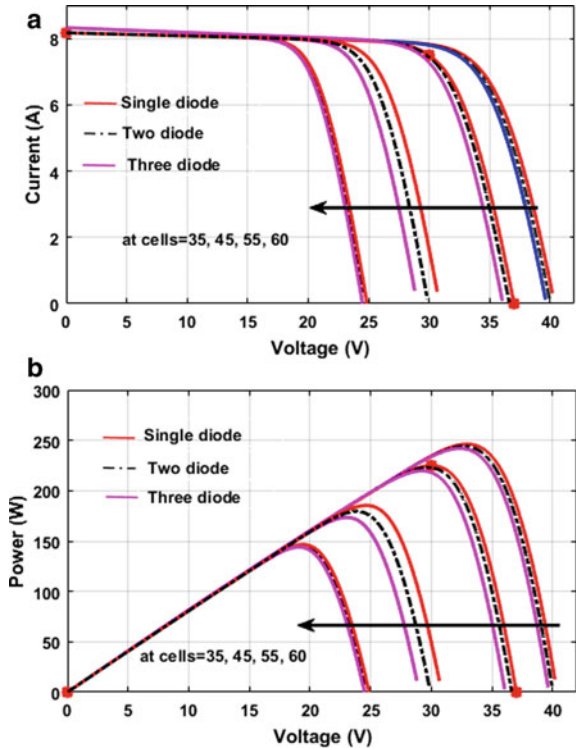 a
8
6
4
2
0
Current (A)
Single diode
Two diode
Three diode
at cells=35, 45, 55, 60
0 5 10 15 20 25 30 35 40
Voltage (V)
b
300
250
200
150
100
50
0
Power (W)
Single diode
Two diode
Three diode
at cells=35, 45, 55, 60
0 5 10 15 20 25 30 35 40
Voltage (V)